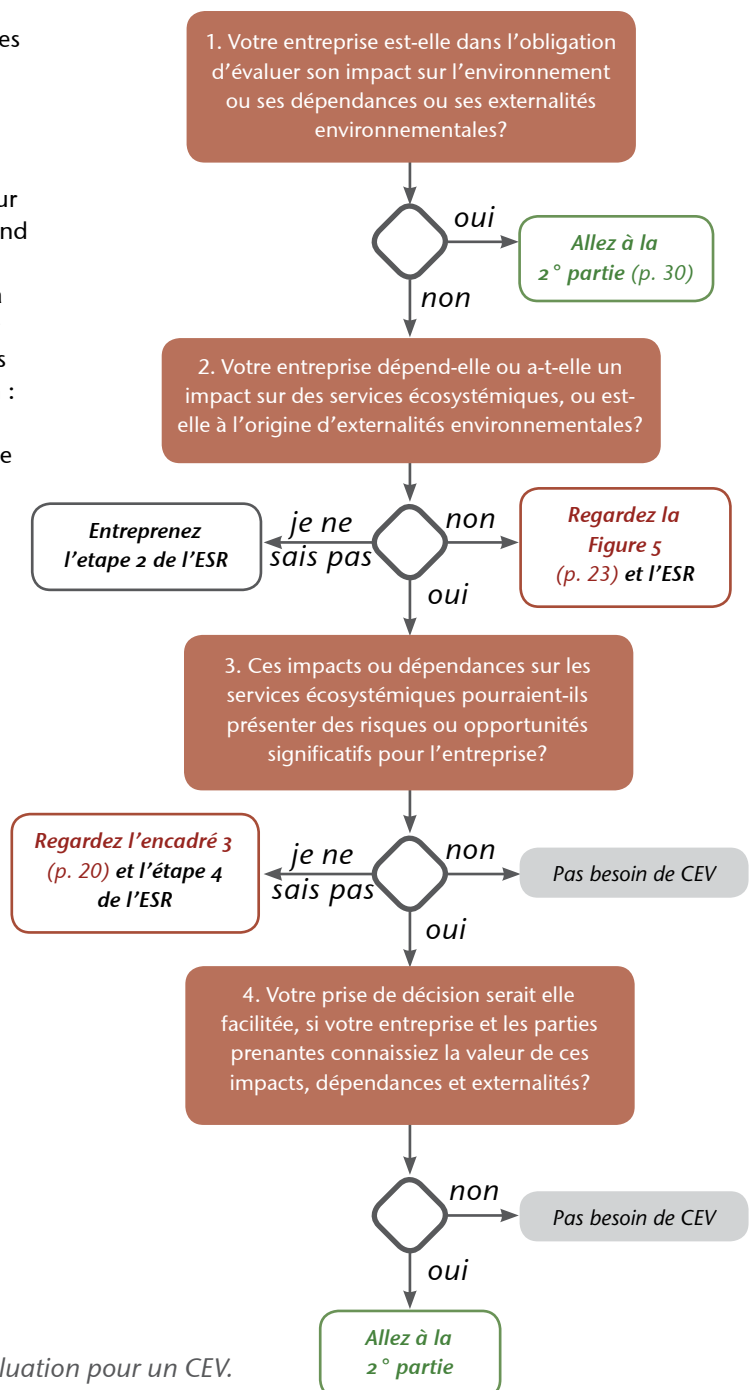 es
1. Votre entreprise est-elle dans l’obligation
d’évaluer son impact sur l’environnement
ou ses dépendances ou ses externalités
environnementales?
ur
nd
oui
Allez à la
2° partie (p. 30)
non
s
:
e
2. Votre entreprise dépend-elle ou a-t-elle un
impact sur des services écosystémiques, ou est-
elle à l’origine d’externalités environnementales?
Entreprenez
l’etape 2 de l’ESR
je ne
sais pas
non
Regardez la
Figure 5
(p. 23) et l’ESR
oui
3. Ces impacts ou dépendances sur les
services écosystémiques pourraient-ils
présenter des risques ou opportunités
significatifs pour l’entreprise?
Regardez l’encadré 3
(p. 20) et l’étape 4
de l’ESR
je ne
sais pas
non
Pas besoin de CEV
oui
4. Votre prise de décision serait elle
facilitée, si votre entreprise et les parties
prenantes connaissiez la valeur de ces
impacts, dépendances et externalités?
non
Pas besoin de CEV
oui
Allez à la
2° partie
luation pour un CEV.